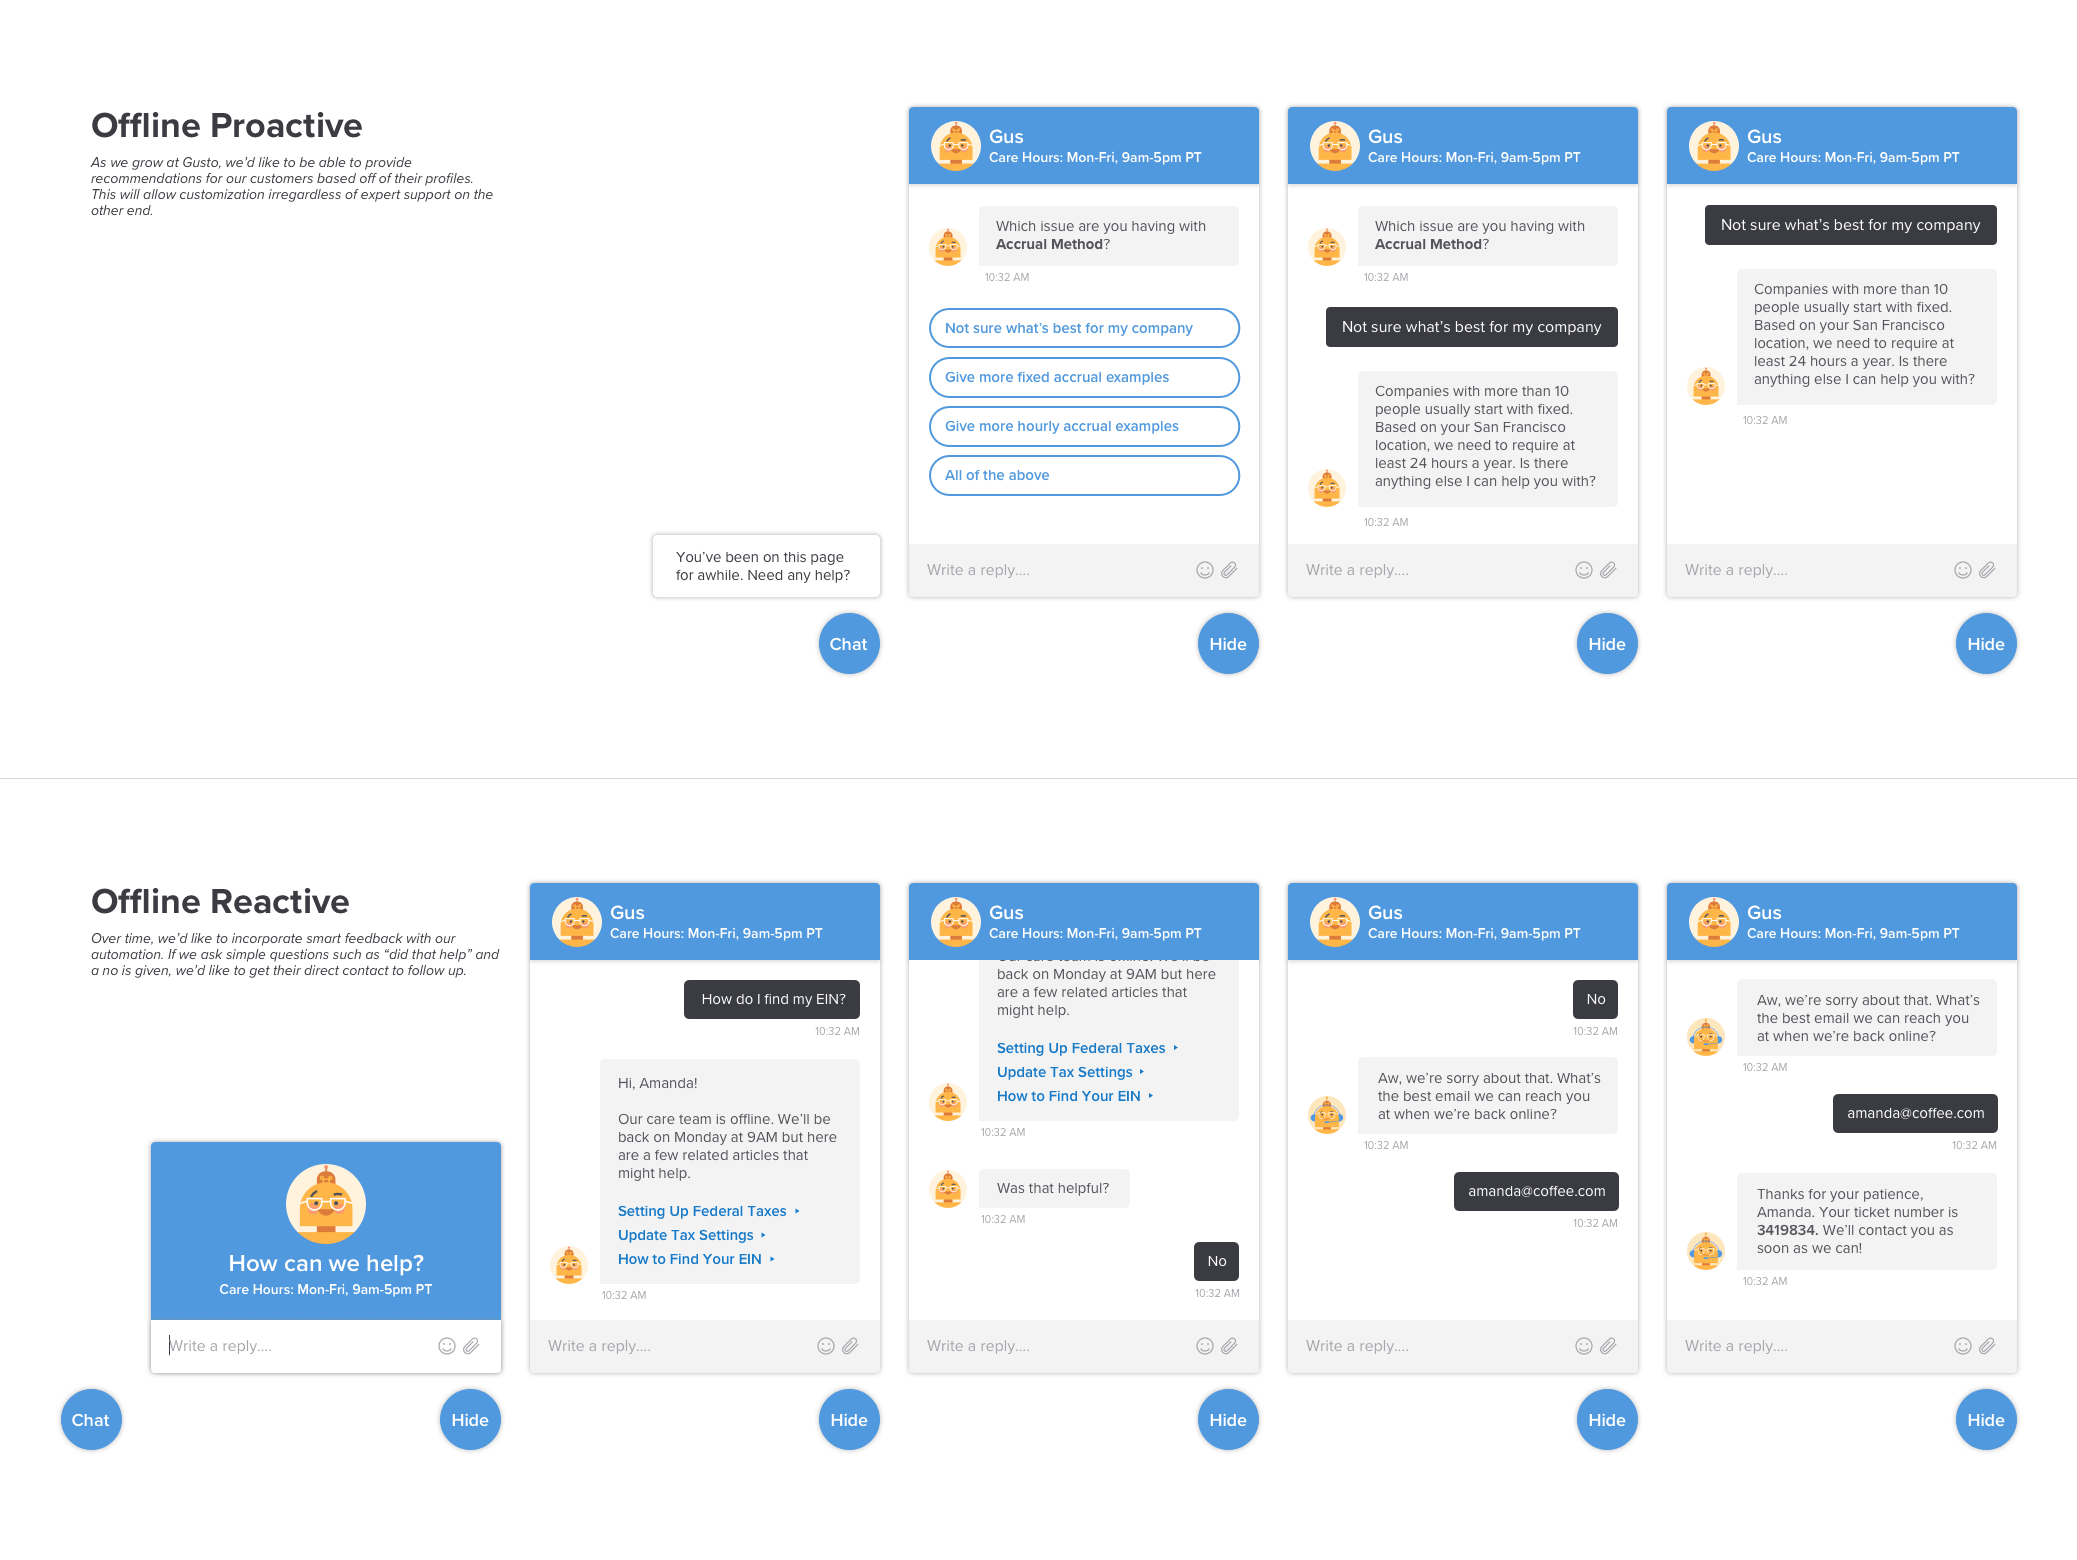 Offline Proactive
As we grow at Gusto, we’d like to be able to provide
recommendations for our customers based off of their profiles.
This will allow customization irregardless of expert support on the
other end.
You’ve been on this page
for awhile. Need any help?
Chat
Gus
Care Hours: Mon-Fri, 9am-5pm PT
Which issue are you having with
Accrual Method?
10:32 AM
Not sure what’s best for my company
Give more fixed accrual examples
Give more hourly accrual examples
All of the above
Write a reply....
Hide
Gus
Care Hours: Mon-Fri, 9am-5pm PT
Which issue are you having with
Accrual Method?
10:32 AM
Not sure what’s best for my company
Companies with more than 10
people usually start with fixed.
Based on your San Francisco
location, we need to require at
least 24 hours a year. Is there
anything else I can help you with?
10:32 AM
Write a reply....
Hide
Gus
Care Hours: Mon-Fri, 9am-5pm PT
Not sure what’s best for my company
Companies with more than 10
people usually start with fixed.
Based on your San Francisco
location, we need to require at
least 24 hours a year. Is there
anything else I can help you with?
10:32 AM
Write a reply....
Hide
Offline Reactive
Over time, we’d like to incorporate smart feedback with our
automation. If we ask simple questions such as “did that help” and
a no is given, we’d like to get their direct contact to follow up.
Chat
How can we help?
Care Hours: Mon-Fri, 9am-5pm PT
Write a reply....
Hide
Gus
Care Hours: Mon-Fri, 9am-5pm PT
How do I find my EIN?
10:32 AM
Hi, Amanda!
Our care team is offline. We’ll be
back on Monday at 9AM but here
are a few related articles that
might help.
Setting Up Federal Taxes
Update Tax Settings
How to Find Your EIN
10:32 AM
Write a reply....
Hide
Gus
Care Hours: Mon-Fri, 9am-5pm PT
Our care team is offline. We’ll be
back on Monday at 9AM but here
are a few related articles that
might help.
Setting Up Federal Taxes
Update Tax Settings
How to Find Your EIN
10:32 AM
Was that helpful?
10:32 AM
No
10:32 AM
Write a reply....
Hide
Gus
Care Hours: Mon-Fri, 9am-5pm PT
No
10:32 AM
Aw, we’re sorry about that. What’s
the best email we can reach you
at when we’re back online?
10:32 AM
amanda@coffee.com
10:32 AM
Write a reply....
Hide
Gus
Care Hours: Mon-Fri, 9am-5pm PT
Aw, we’re sorry about that. What’s
the best email we can reach you
at when we’re back online?
10:32 AM
amanda@coffee.com
10:32 AM
Thanks for your patience,
Amanda. Your ticket number is
3419834. We’ll contact you as
soon as we can!
10:32 AM
Write a reply....
Hide